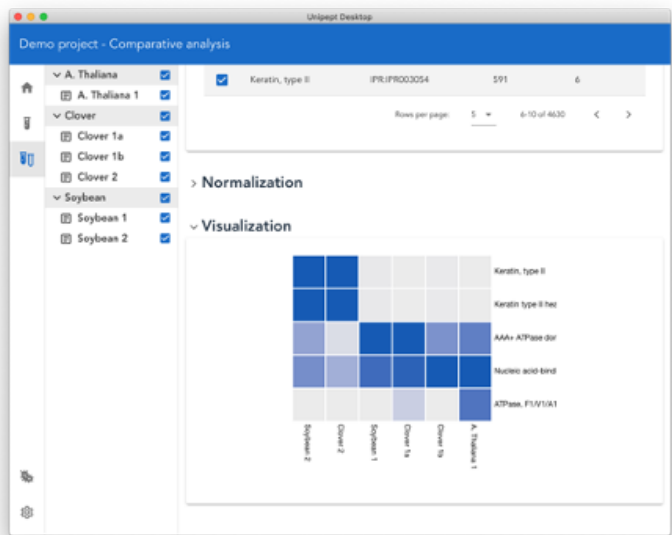 Unipept Desktop
Demo project - Comparative analysis
A. Thaliana
A. Thaliana 1
Clover
Clover 1a
Clover 1b
Clover 2
Soybean
Soybean 1
Soybean 2
Keratin, type II IPR:IPR003054 591 6
Rows per page: 5 6-10 of 4630
Normalization
Visualization
Keratin, type II
Keratin type II hea
AAA+ ATPase dor
Nucleic acid-bind
ATPase, F1/V1/A1
Soybean 2
Clover 2
Soybean 1
Clover 1a
Clover 1b
A. Thaliana 1